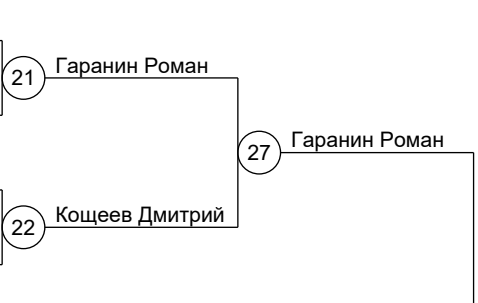 21 Гаранин Роман
27 Гаранин Роман
22 Кощеев Дмитрий